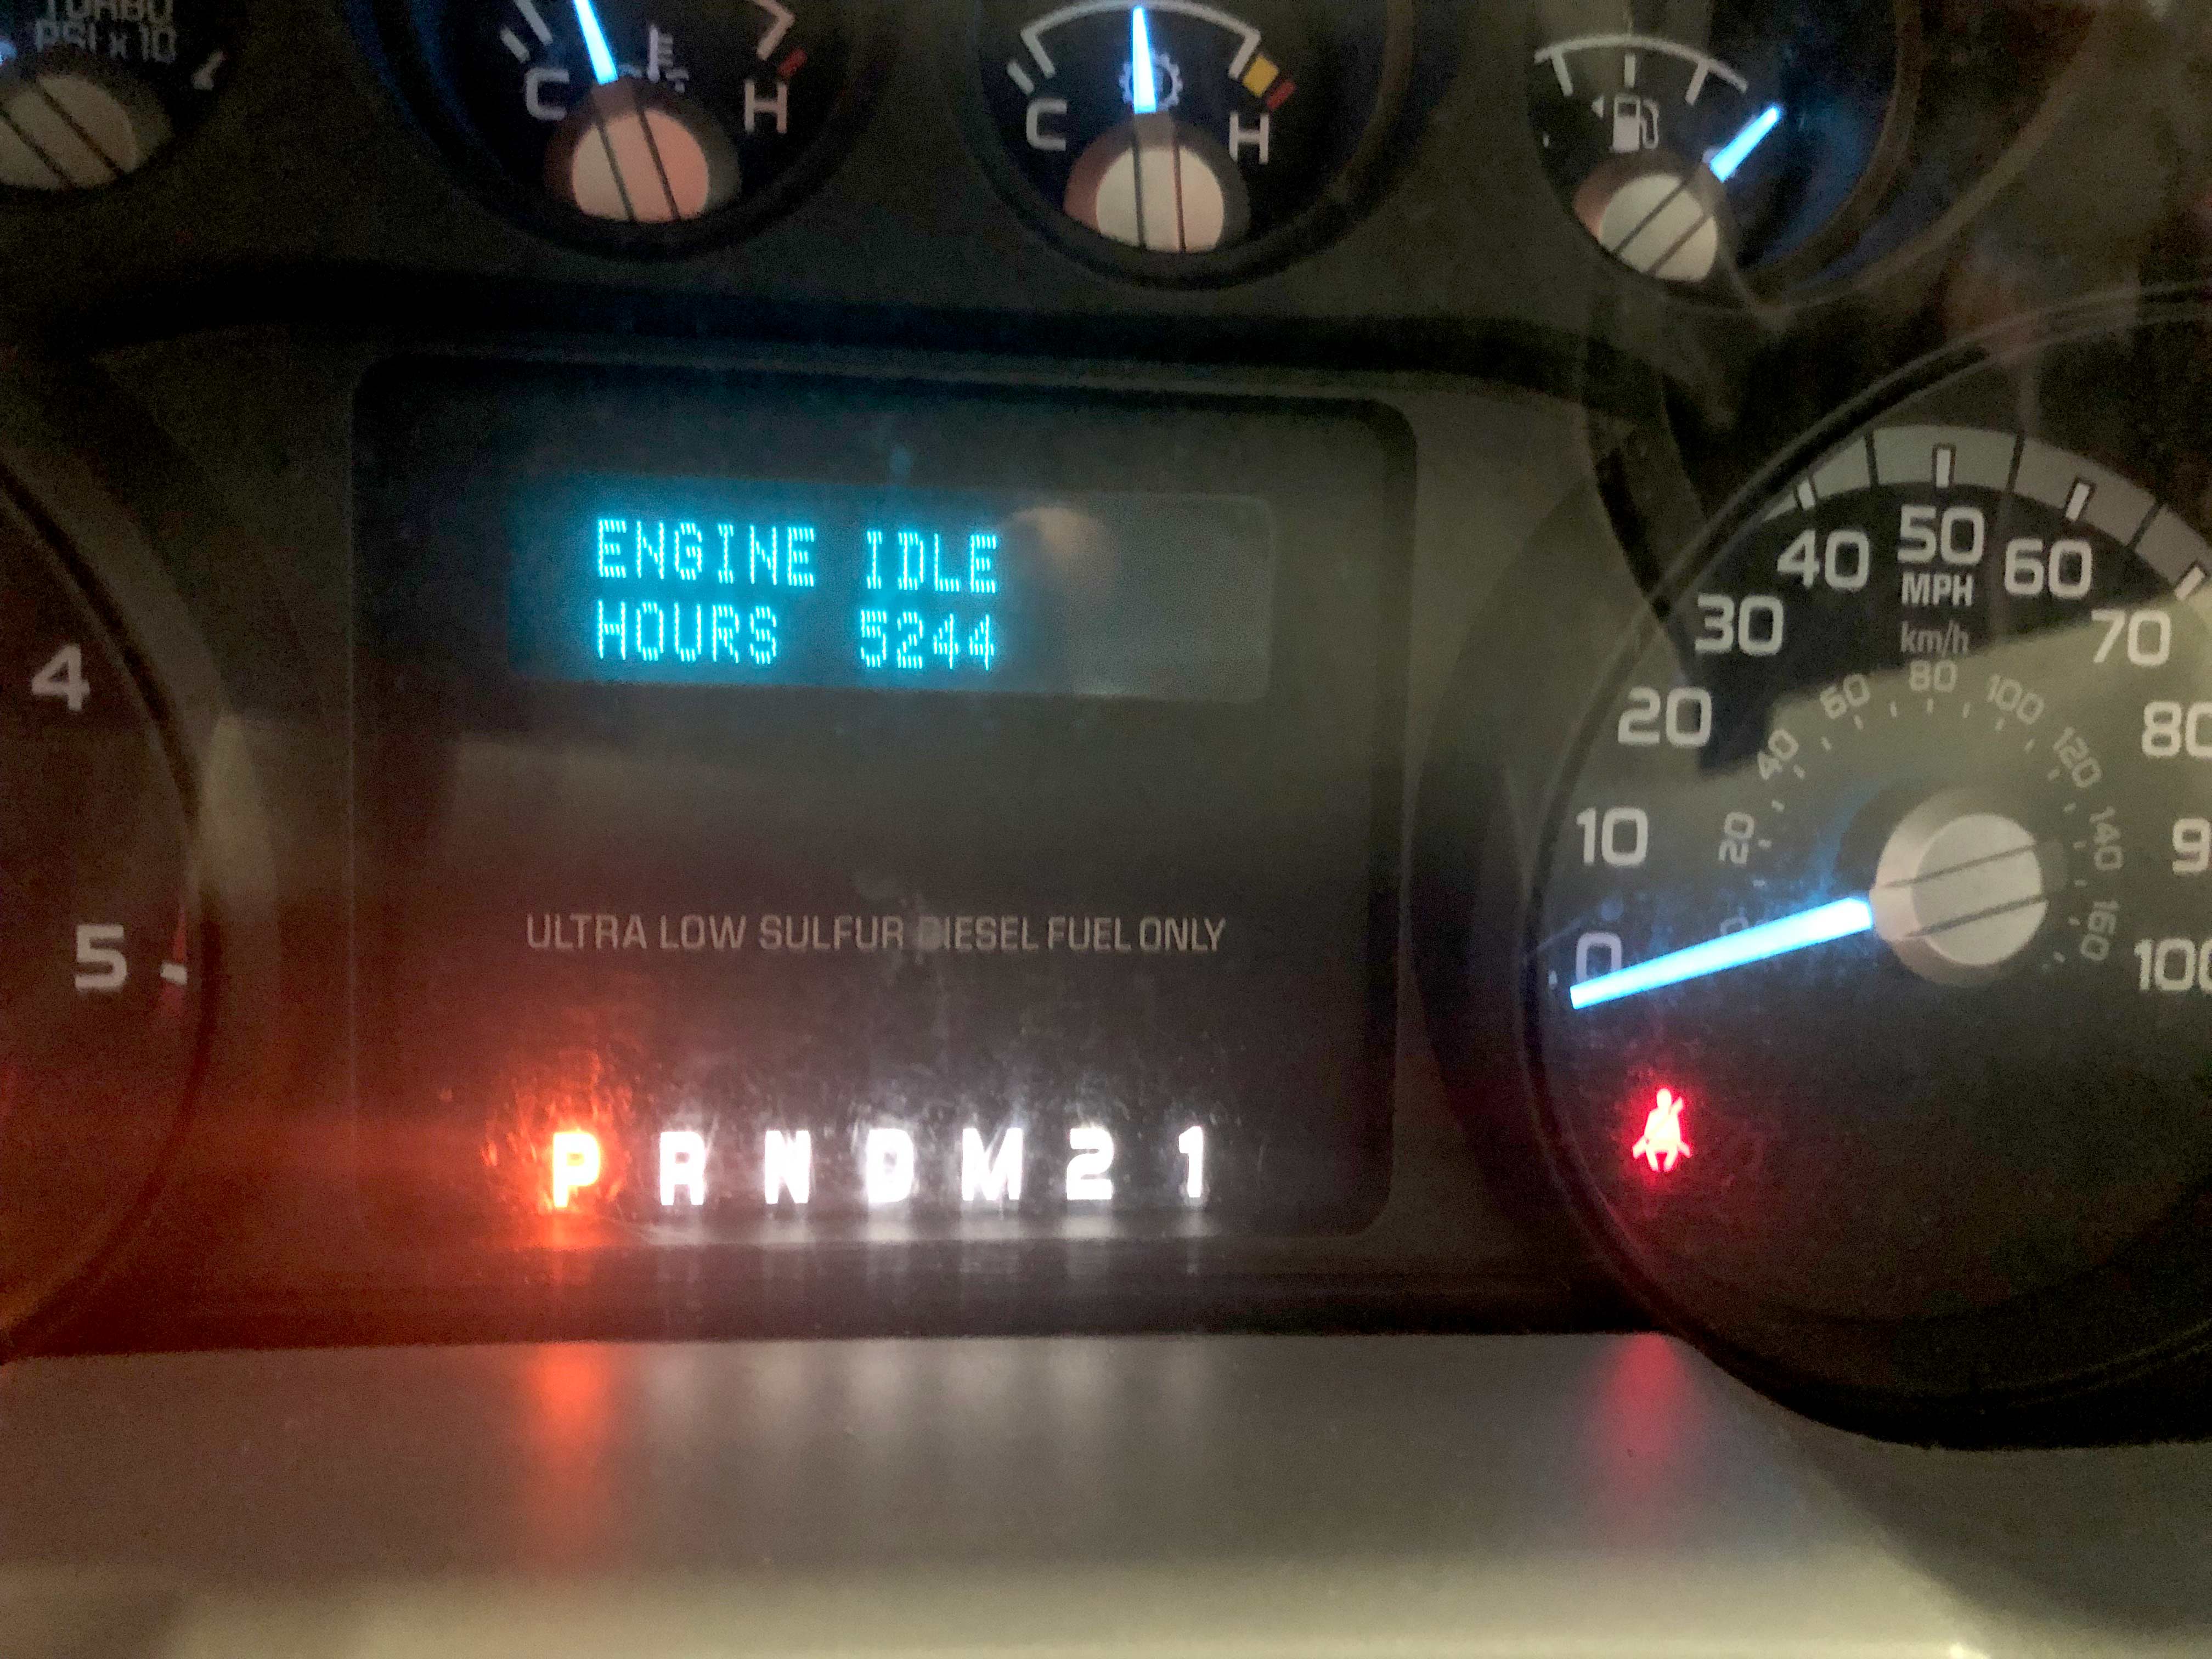 TURBO
PSI x 10
C H
C H
ENGINE IDLE
HOURS 5244
4
5
ULTRA LOW SULFUR DIESEL FUEL ONLY
P R N D M 2 1
0 10 20 30 40 50 60 70 80 9 100
MPH
km/h
20 40 60 80 100 120 140 160